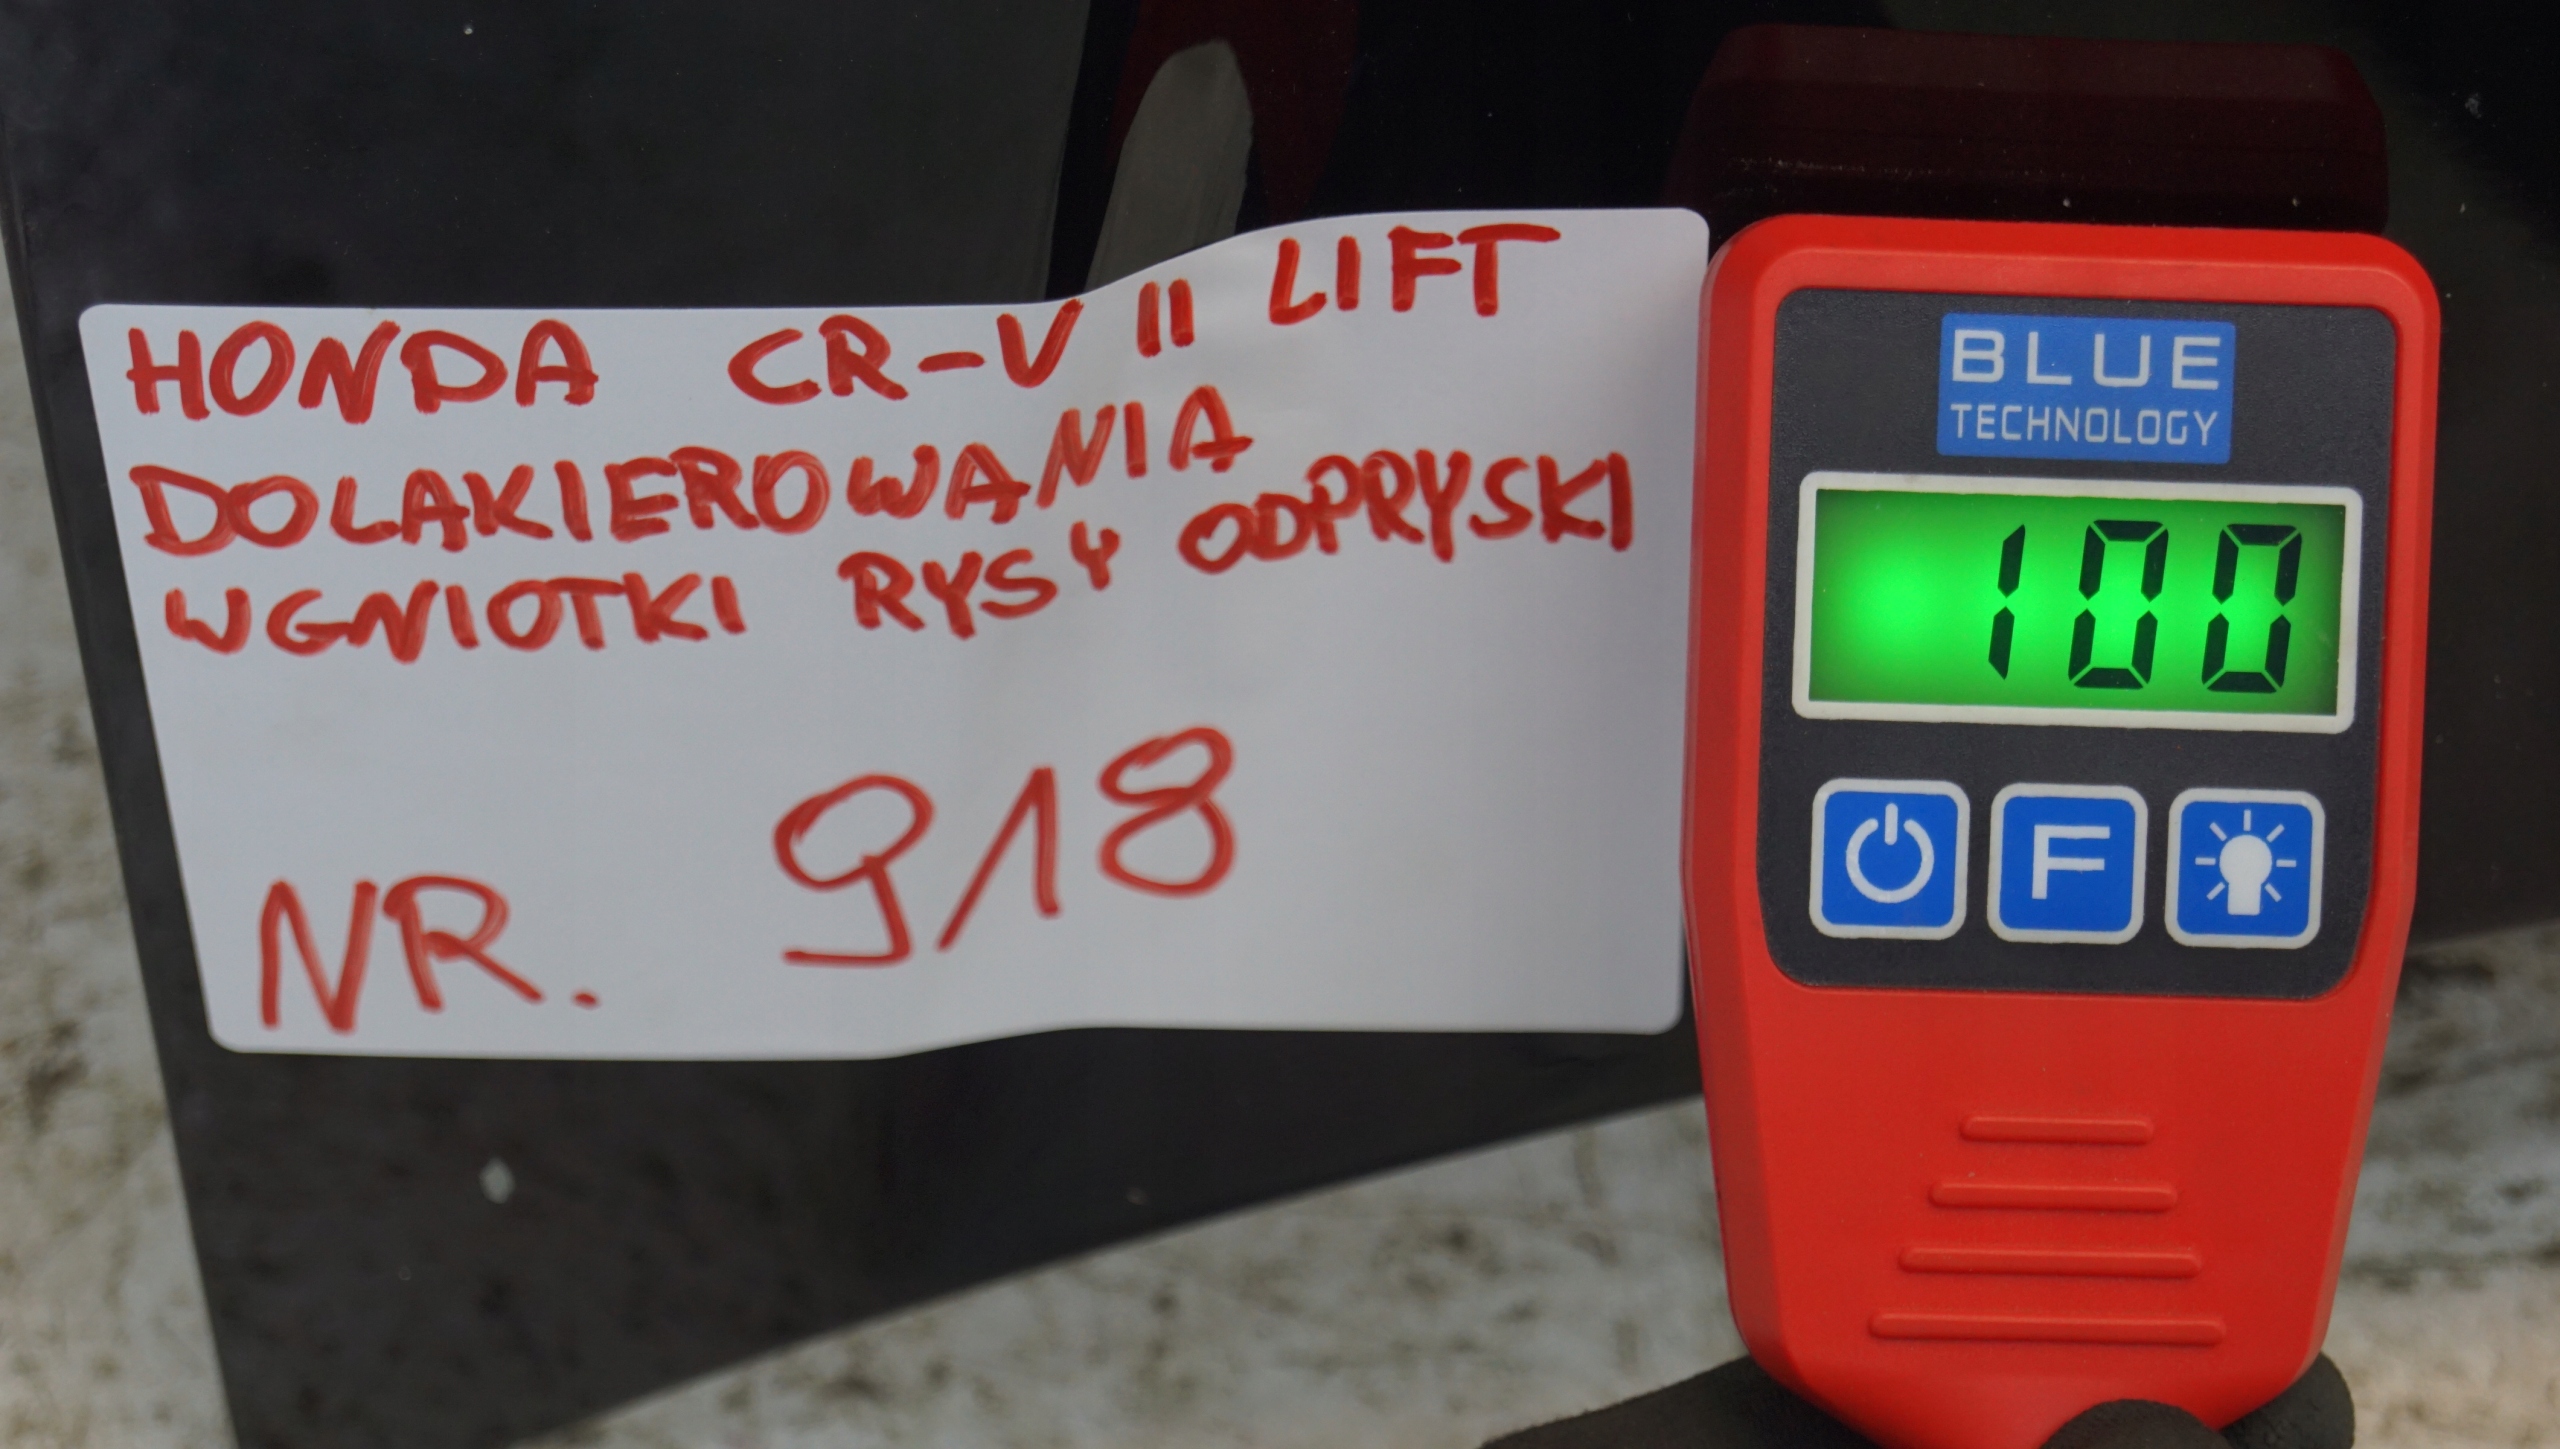 HONDA CR-V II LIFT
DOLAKIEROWANIA
WGNIOTKI RYSY ODPRYSKI
NR. 918
BLUE
TECHNOLOGY
100
F